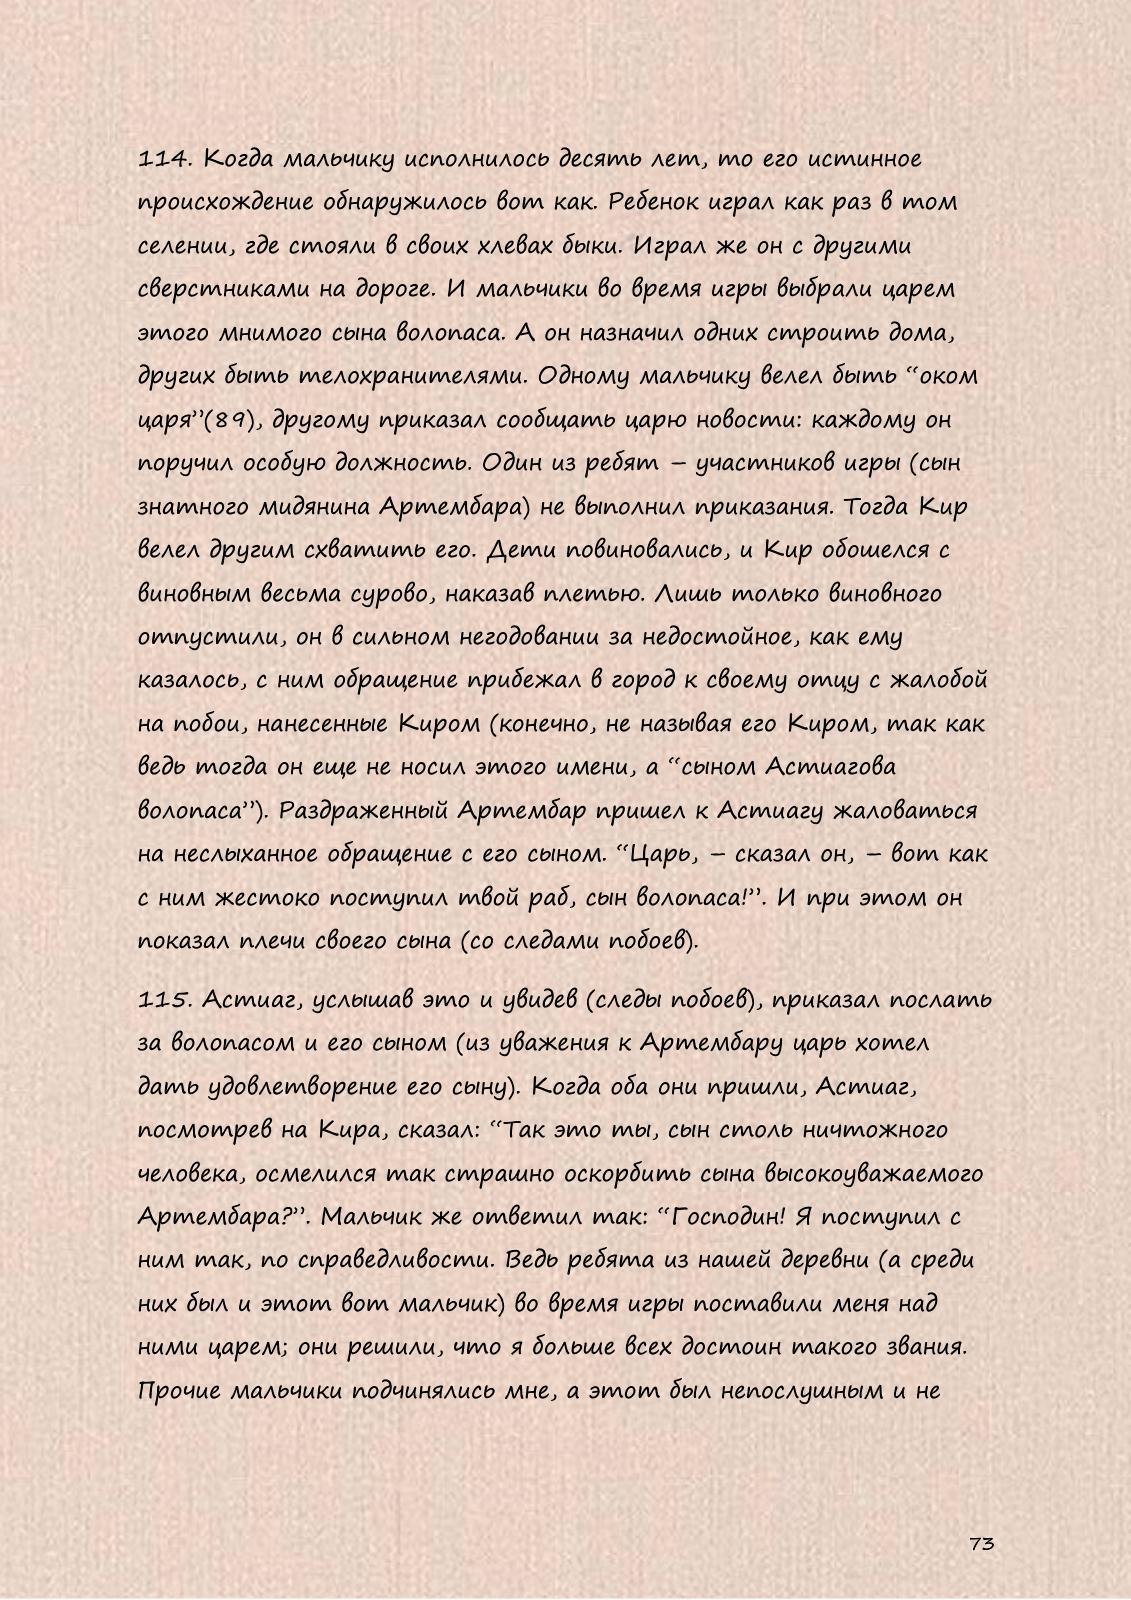 114. Когда мальчику исполнилось десять лет, то его истинное
происхождение обнаружилось вот как. Ребенок играл как раз в том
селении, где стояли в своих хлевах быки. Играл же он с другими
сверстниками на дороге. И мальчики во время игры выбрали царем
этого мнимого сына волопаса. А он назначил одних строить дома,
других быть телохранителями. Одному мальчику велел быть “оком
царя”(89), другому приказал сообщать царю новости: каждому он
поручил особую должность. Один из ребят – участников игры (сын
знатного мидянина Артембара) не выполнил приказания. Тогда Кир
велел другим схватить его. Дети повиновались, и Кир обошелся с
виновным весьма сурово, наказав плетью. Лишь только виновного
отпустили, он в сильном негодовании за недостойное, как ему
казалось, с ним обращение прибежал в город к своему отцу с жалобой
на побои, нанесенные Киром (конечно, не называя его Киром, так как
ведь тогда он еще не носил этого имени, а “сыном Астиагова
волопаса”). Раздраженный Артембар пришел к Астиагу жаловаться
на неслыханное обращение с его сыном. “Царь, – сказал он, – вот как
с ним жестоко поступил твой раб, сын волопаса!”. И при этом он
показал плечи своего сына (со следами побоев).
115. Астиаг, услышав это и увидев (следы побоев), приказал послать
за волопасом и его сыном (из уважения к Артембару царь хотел
дать удовлетворение его сыну). Когда оба они пришли, Астиаг,
посмотрев на Кира, сказал: “Так это ты, сын столь ничтожного
человека, осмелился так страшно оскорбить сына высокоуважаемого
Артембара?”. Мальчик же ответил так: “Господин! Я поступил с
ним так, по справедливости. Ведь ребята из нашей деревни (а среди
них был и этот вот мальчик) во время игры поставили меня над
ними царем; они решили, что я больше всех достоин такого звания.
Прочие мальчики подчинялись мне, а этот был непослушным и не
73